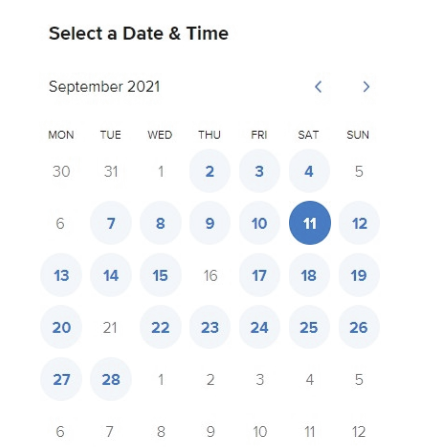 Select a Date & Time
September 2021
MON TUE WED THU FRI SAT SUN
30 31 1 2 3 4 5
6 7 8 9 10 11 12
13 14 15 16 17 18 19
20 21 22 23 24 25 26
27 28 1 2 3 4 5
6 7 8 9 10 11 12